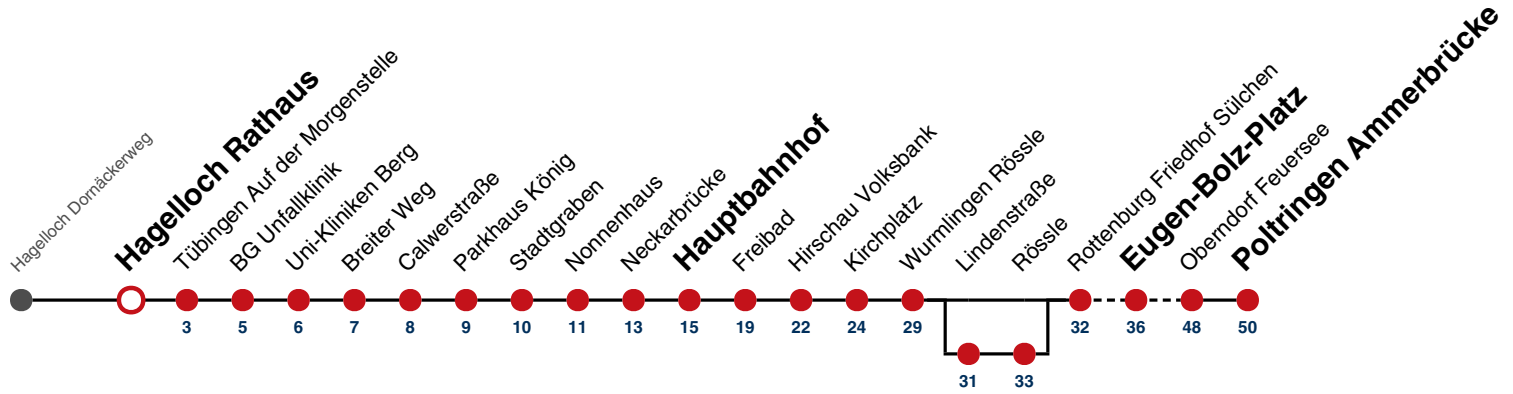 Hagelloch Dornäckerweg
Hagelloch Rathaus
Tübingen Auf der Morgenstelle
BG Unfallklinik
Uni-Kliniken Berg
Breiter Weg
Calwerstraße
Parkhaus König
Stadtgraben
Nonnenhaus
Neckarbrücke
Hauptbahnhof
Freibad
Hirschau Volksbank
Kirchplatz
Wurmlingen Rössle
Lindenstraße
Rössle
Rottenburg Friedhof Sülchen
Eugen-Bolz-Platz
Oberndorf Feuersee
Poltringen Ammerbrücke
3 5 6 7 8 9 10 11 13 15 19 22 24 29 32 36 48 50
31 33